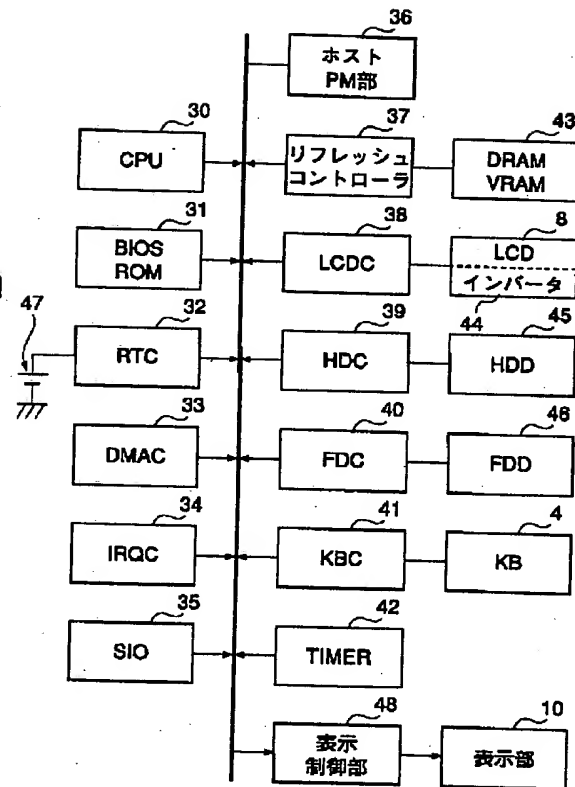 36
ホスト
PM部
30
CPU
37
リフレッシュ
コントローラ
43
DRAM
VRAM
31
BIOS
ROM
38
LCDC
8
LCD
インバータ
44
47
32
RTC
39
HDC
45
HDD
33
DMAC
40
FDC
46
FDD
34
IRQC
41
KBC
4
KB
35
SIO
42
TIMER
48
表示
制御部
10
表示部